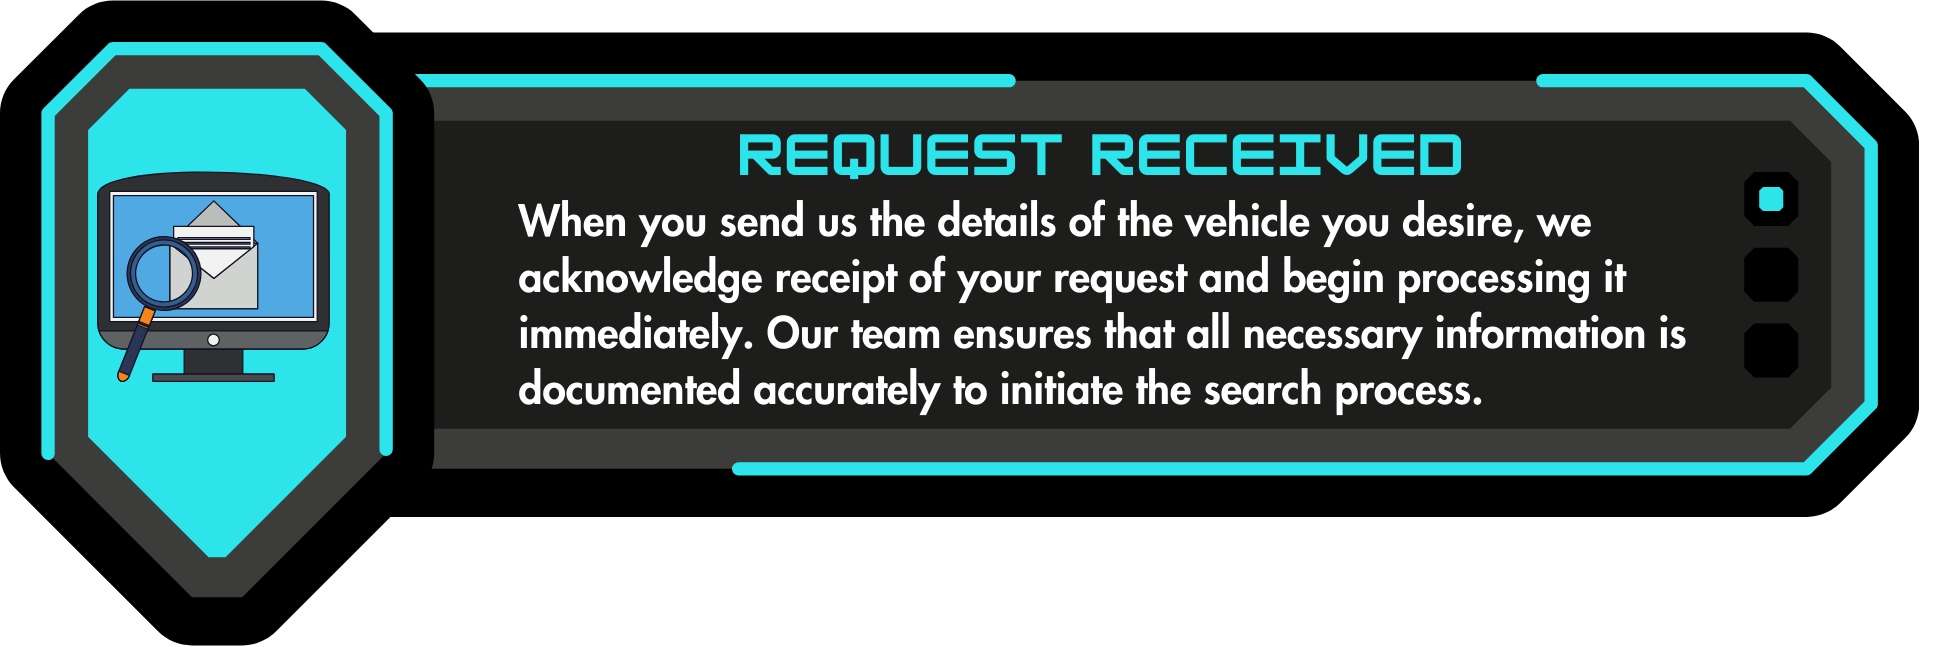 REQUEST RECEIVED
When you send us the details of the vehicle you desire, we
acknowledge receipt of your request and begin processing it
immediately. Our team ensures that all necessary information is
documented accurately to initiate the search process.